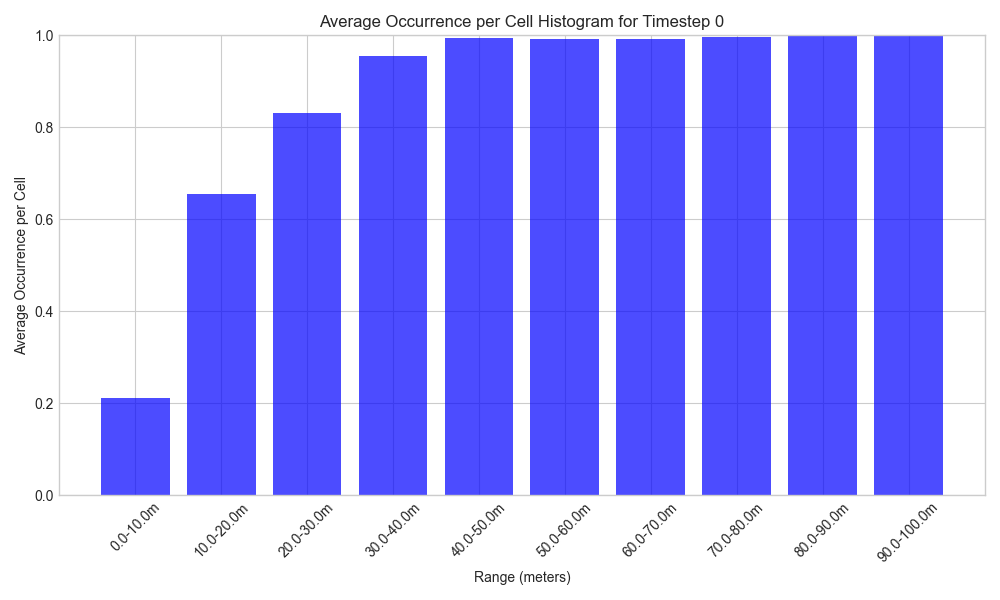 Average Occurrence per Cell Histogram for Timestep 0
Average Occurrence per Cell
1.0
0.8
0.6
0.4
0.2
0.0
0.0-10.0m
10.0-20.0m
20.0-30.0m
30.0-40.0m
40.0-50.0m
50.0-60.0m
60.0-70.0m
70.0-80.0m
80.0-90.0m
90.0-100.0m
Range (meters)